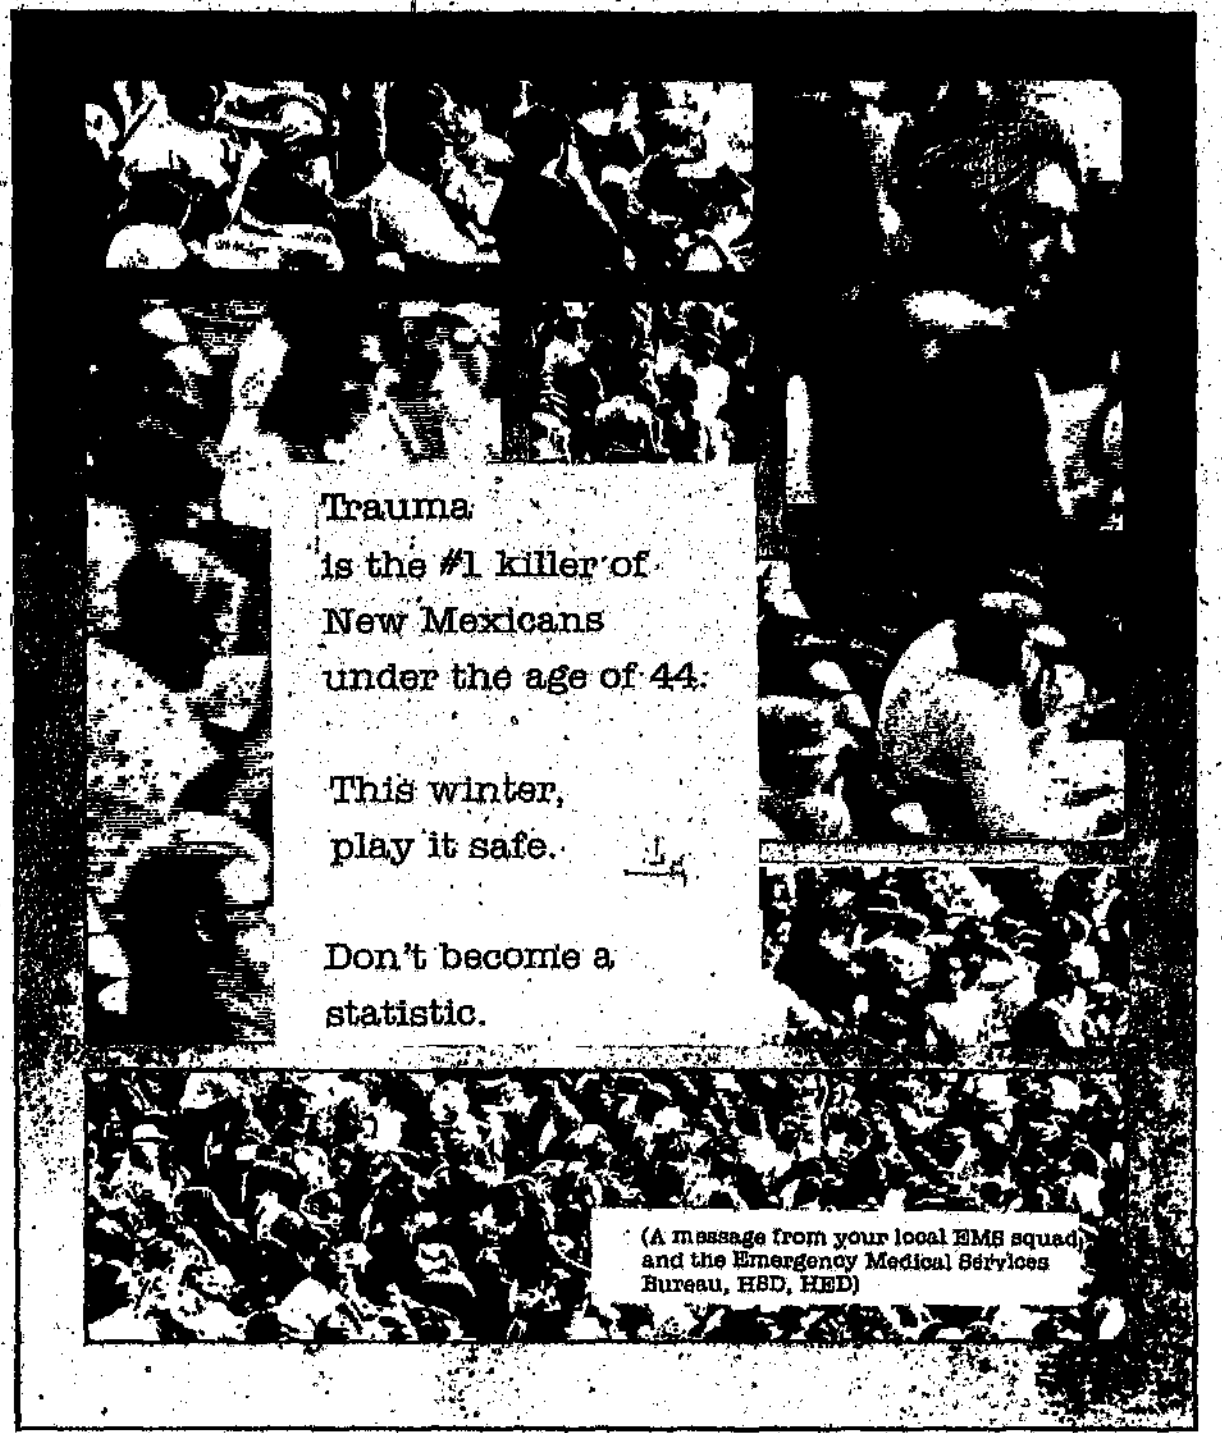 Trauma
is the #1 killer of
New Mexicans
under the age of 44.
This winter,
play it safe.
Don't become a
statistic.
(A message from your local EMS squad
and the Emergency Medical Services
Bureau, HSD, HED)